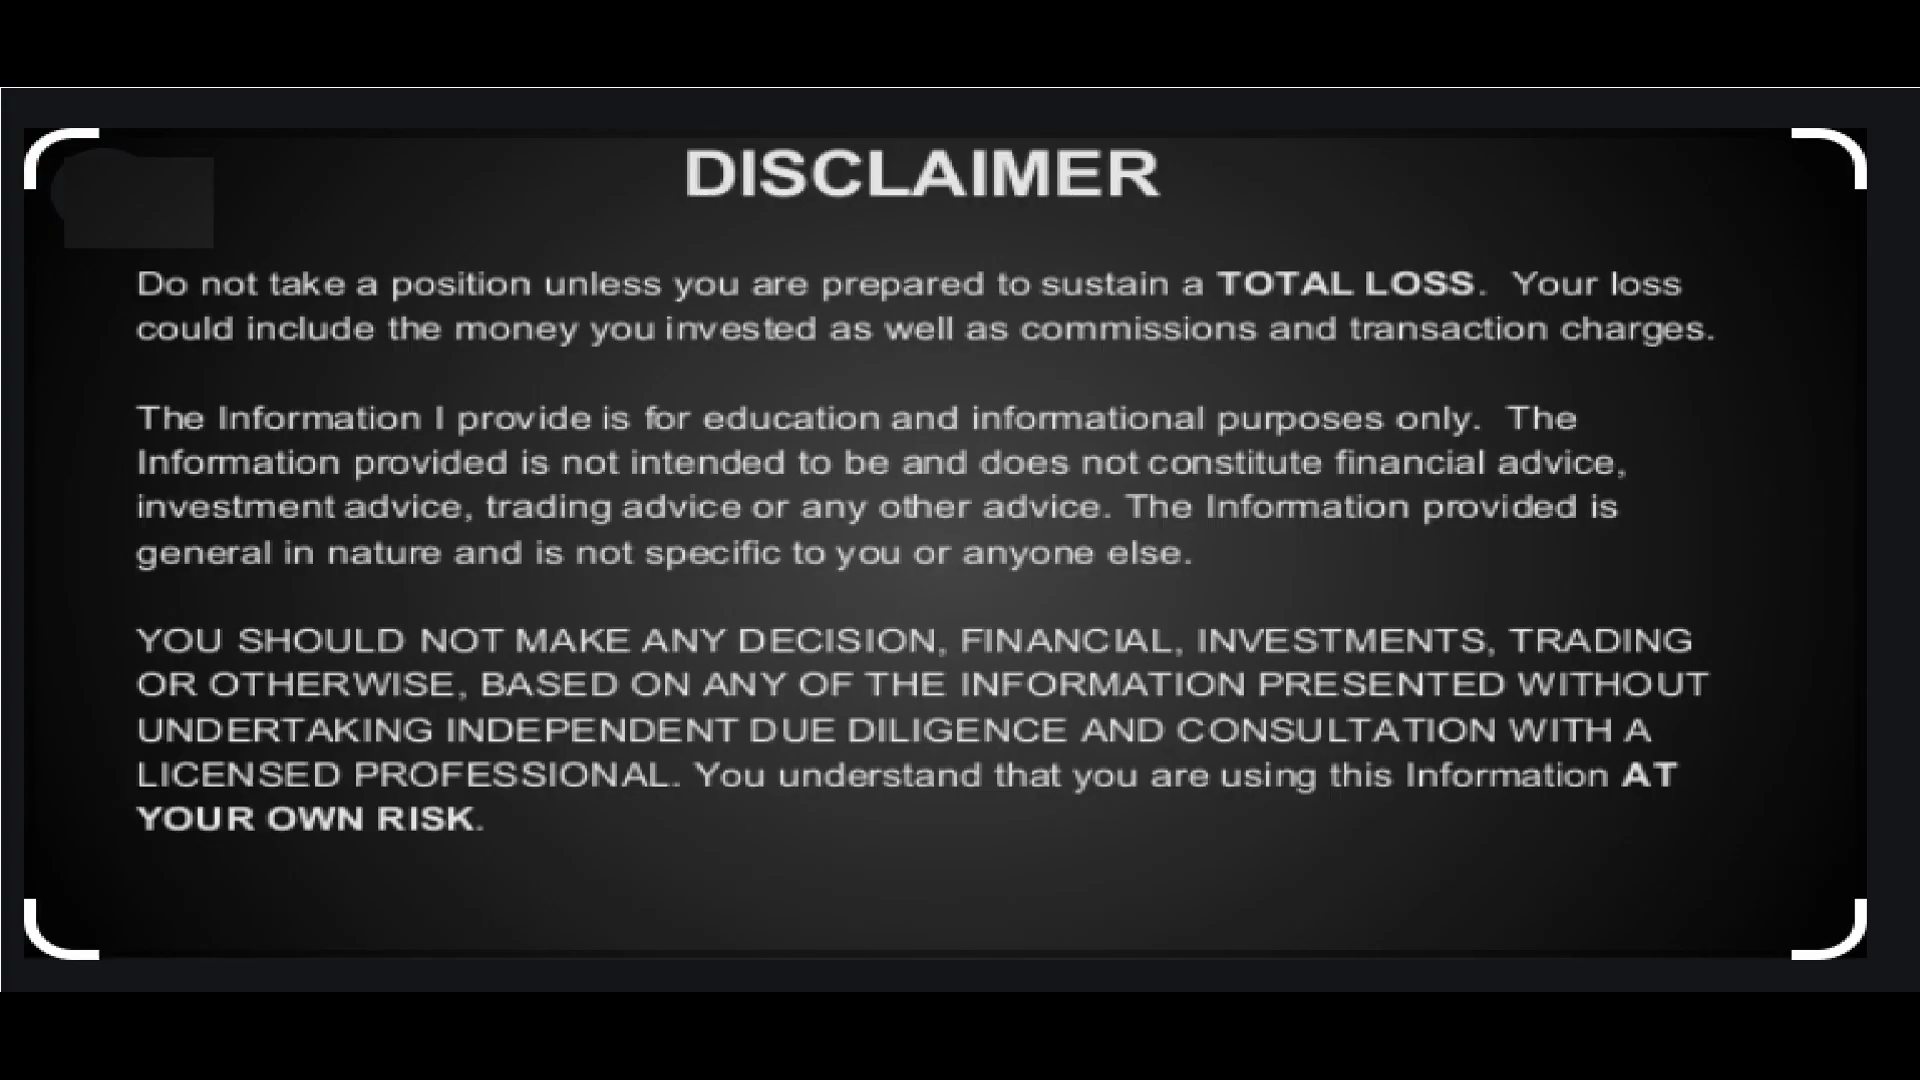 DISCLAIMER
Do not take a position unless you are prepared to sustain a TOTAL LOSS.  Your loss
could include the money you invested as well as commissions and transaction charges.
The Information I provide is for education and informational purposes only.  The
Information provided is not intended to be and does not constitute financial advice,
investment advice, trading advice or any other advice. The Information provided is
general in nature and is not specific to you or anyone else.
YOU SHOULD NOT MAKE ANY DECISION, FINANCIAL, INVESTMENTS, TRADING
OR OTHERWISE, BASED ON ANY OF THE INFORMATION PRESENTED WITHOUT
UNDERTAKING INDEPENDENT DUE DILIGENCE AND CONSULTATION WITH A
LICENSED PROFESSIONAL. You understand that you are using this Information AT
YOUR OWN RISK.